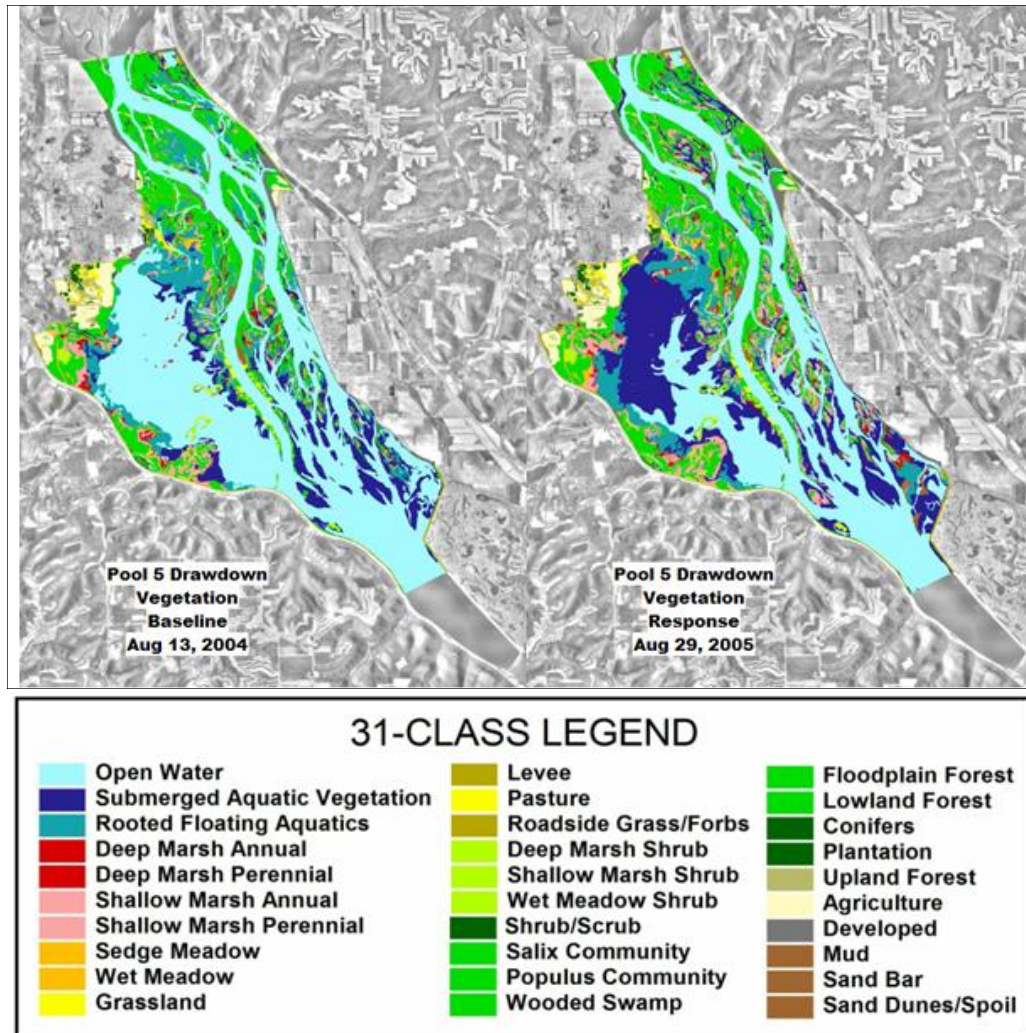 Pool 5 Drawdown
Vegetation
Baseline
Aug 13, 2004
Pool 5 Drawdown
Vegetation
Response
Aug 29, 2005
31-CLASS LEGEND
Open Water
Submerged Aquatic Vegetation
Rooted Floating Aquatics
Deep Marsh Annual
Deep Marsh Perennial
Shallow Marsh Annual
Shallow Marsh Perennial
Sedge Meadow
Wet Meadow
Grassland
Levee
Pasture
Roadside Grass/Forbs
Deep Marsh Shrub
Shallow Marsh Shrub
Wet Meadow Shrub
Shrub/Scrub
Salix Community
Populus Community
Wooded Swamp
Floodplain Forest
Lowland Forest
Conifers
Plantation
Upland Forest
Agriculture
Developed
Mud
Sand Bar
Sand Dunes/Spoil